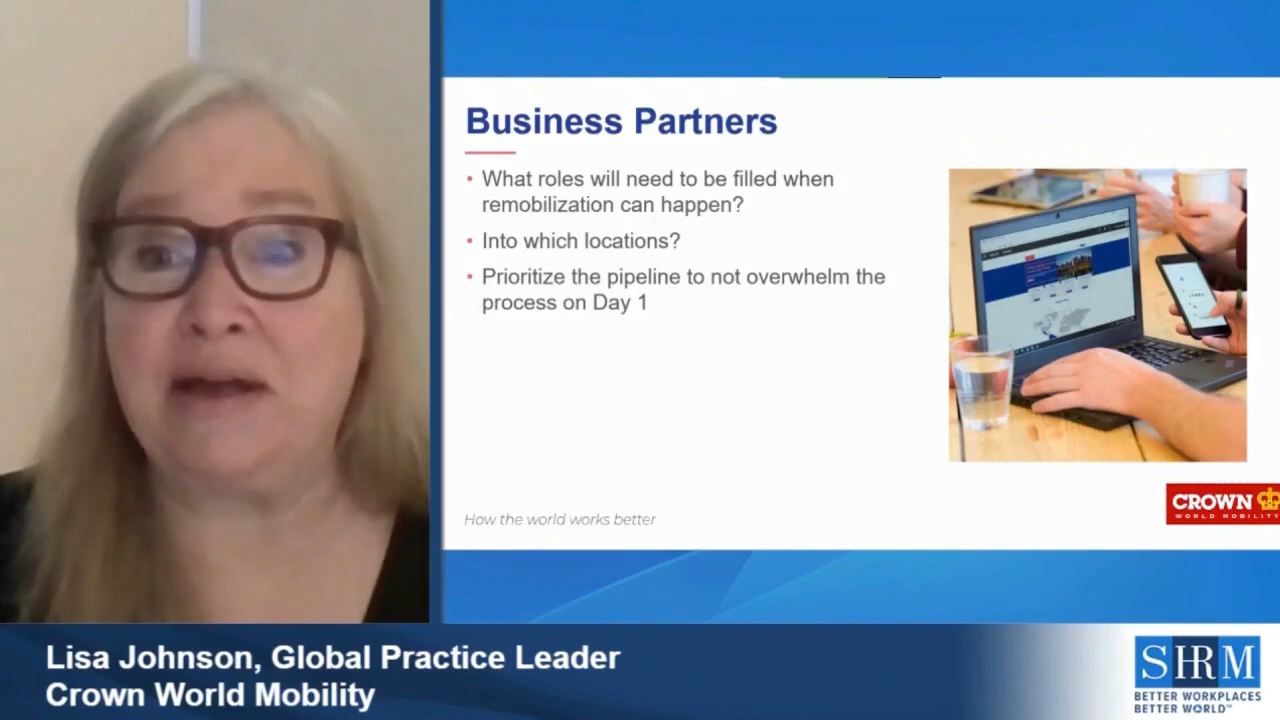 Business Partners
• What roles will need to be filled when
remobilization can happen?
• Into which locations?
• Prioritize the pipeline to not overwhelm the
process on Day 1
How the world works better
CROWN
WORLD MOBILITY
Lisa Johnson, Global Practice Leader
Crown World Mobility
SHRM
BETTER WORKPLACES
BETTER WORLD™